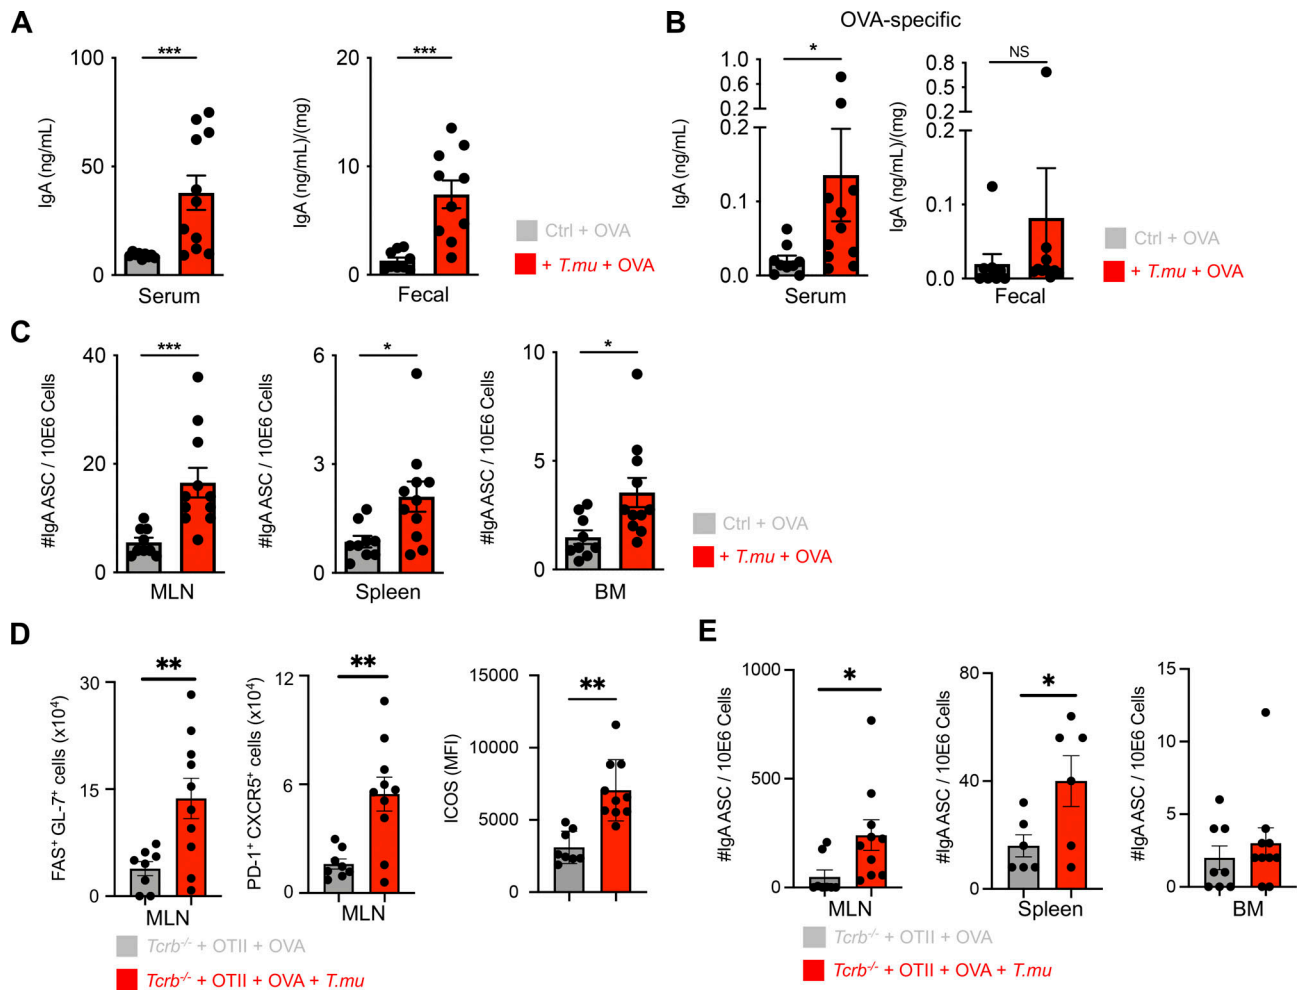 A
IgA (ng/mL)
100
50
0
***
Serum
IgA (ng/mL)/(mg)
20
10
0
***
Fecal
Ctrl + OVA
+ T.mu + OVA
B
OVA-specific
IgA (ng/mL)
1.0
0.8
0.6
0.4
0.2
0.2
0.1
0.0
*
Serum
IgA (ng/mL)/(mg)
0.8
0.6
0.4
0.2
0.2
0.1
0.0
NS
Fecal
Ctrl + OVA
+ T.mu + OVA
C
#IgA ASC / 10E6 Cells
40
20
0
***
MLN
#IgA ASC / 10E6 Cells
6
3
0
*
Spleen
#IgA ASC / 10E6 Cells
10
5
0
*
BM
Ctrl + OVA
+ T.mu + OVA
D
FAS⁺ GL-7⁺ cells (x10⁴)
30
15
0
**
MLN
PD-1⁺ CXCR5⁺ cells (x10⁴)
12
6
0
**
MLN
ICOS (MFI)
15000
10000
5000
0
**
Tcrb⁻/⁻ + OTII + OVA
Tcrb⁻/⁻ + OTII + OVA + T.mu
E
#IgA ASC / 10E6 Cells
1000
500
0
*
MLN
#IgA ASC / 10E6 Cells
80
40
0
*
Spleen
#IgA ASC / 10E6 Cells
15
10
5
0
BM
Tcrb⁻/⁻ + OTII + OVA
Tcrb⁻/⁻ + OTII + OVA + T.mu